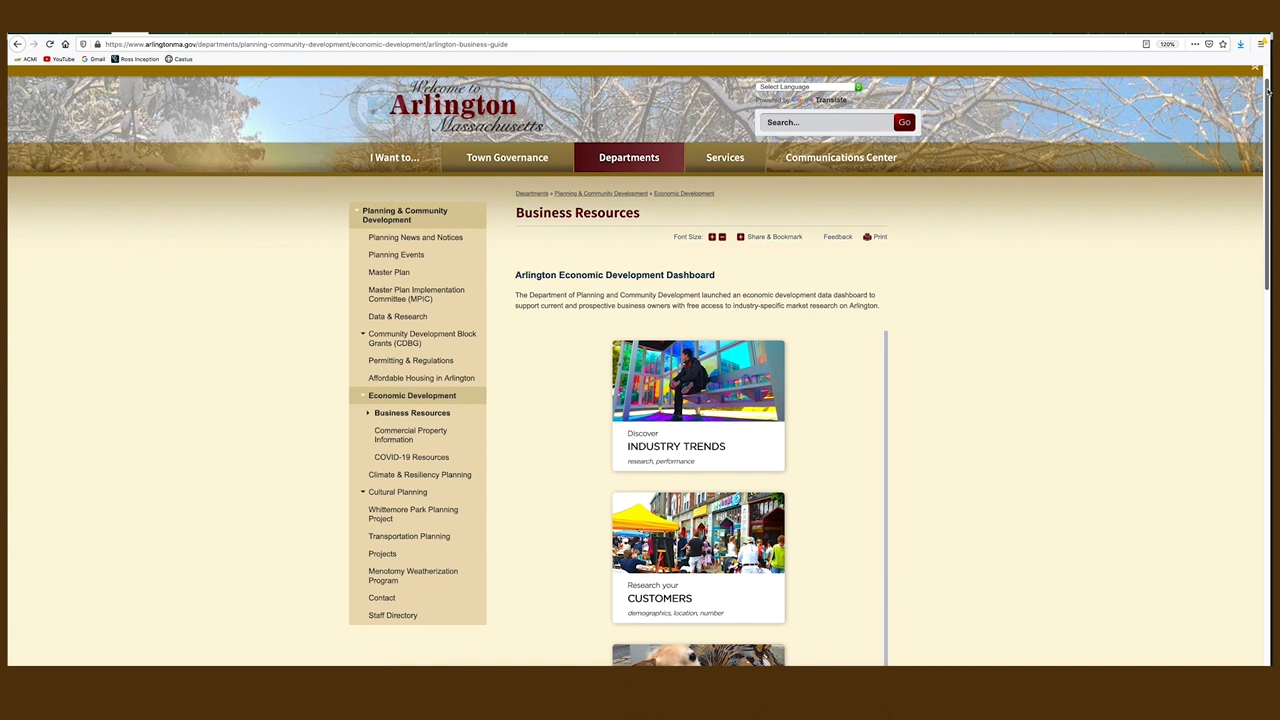 https://www.arlingtonma.gov/departments/planning-community-development/economic-development/arlington-business-guide
120%
ACMi YouTube Gmail Ross Inception Castus
Welcome to
Arlington
Massachusetts
Select Language
Powered by Google Translate
Search... Go
I Want to... Town Governance Departments Services Communications Center
Departments » Planning & Community Development » Economic Development
Business Resources
Font Size: + - Share & Bookmark Feedback Print
Planning & Community
Development
Planning News and Notices
Planning Events
Master Plan
Master Plan Implementation
Committee (MPIC)
Data & Research
Community Development Block
Grants (CDBG)
Permitting & Regulations
Affordable Housing in Arlington
Economic Development
Business Resources
Commercial Property
Information
COVID-19 Resources
Climate & Resiliency Planning
Cultural Planning
Whittemore Park Planning
Project
Transportation Planning
Projects
Menotomy Weatherization
Program
Contact
Staff Directory
Arlington Economic Development Dashboard
The Department of Planning and Community Development launched an economic development data dashboard to
support current and prospective business owners with free access to industry-specific market research on Arlington.
Discover
INDUSTRY TRENDS
research, performance
Research your
CUSTOMERS
demographics, location, number